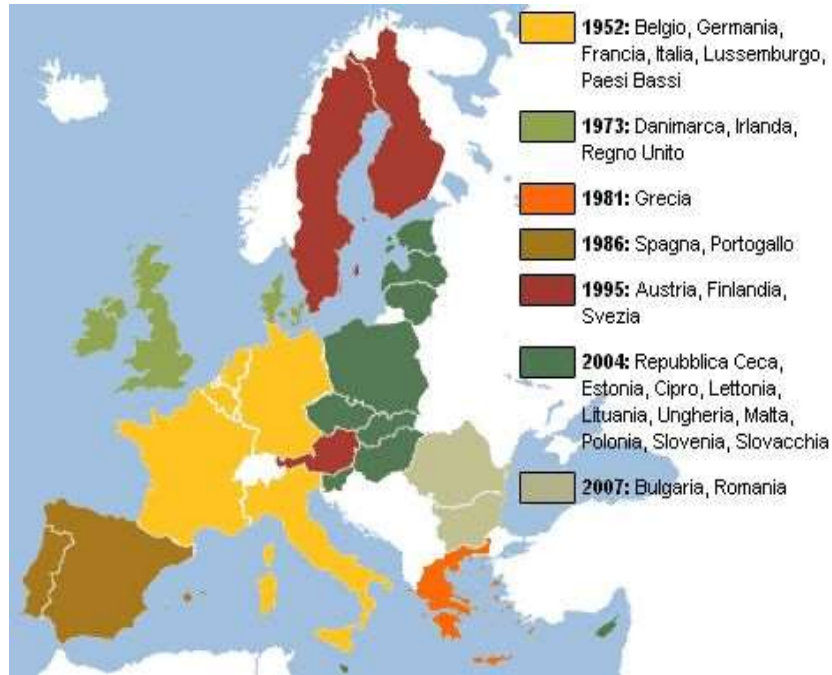 1952: Belgio, Germania,
Francia, Italia, Lussemburgo,
Paesi Bassi
1973: Danimarca, Irlanda,
Regno Unito
1981: Grecia
1986: Spagna, Portogallo
1995: Austria, Finlandia,
Svezia
2004: Repubblica Ceca,
Estonia, Cipro, Lettonia,
Lituania, Ungheria, Malta,
Polonia, Slovenia, Slovacchia
2007: Bulgaria, Romania